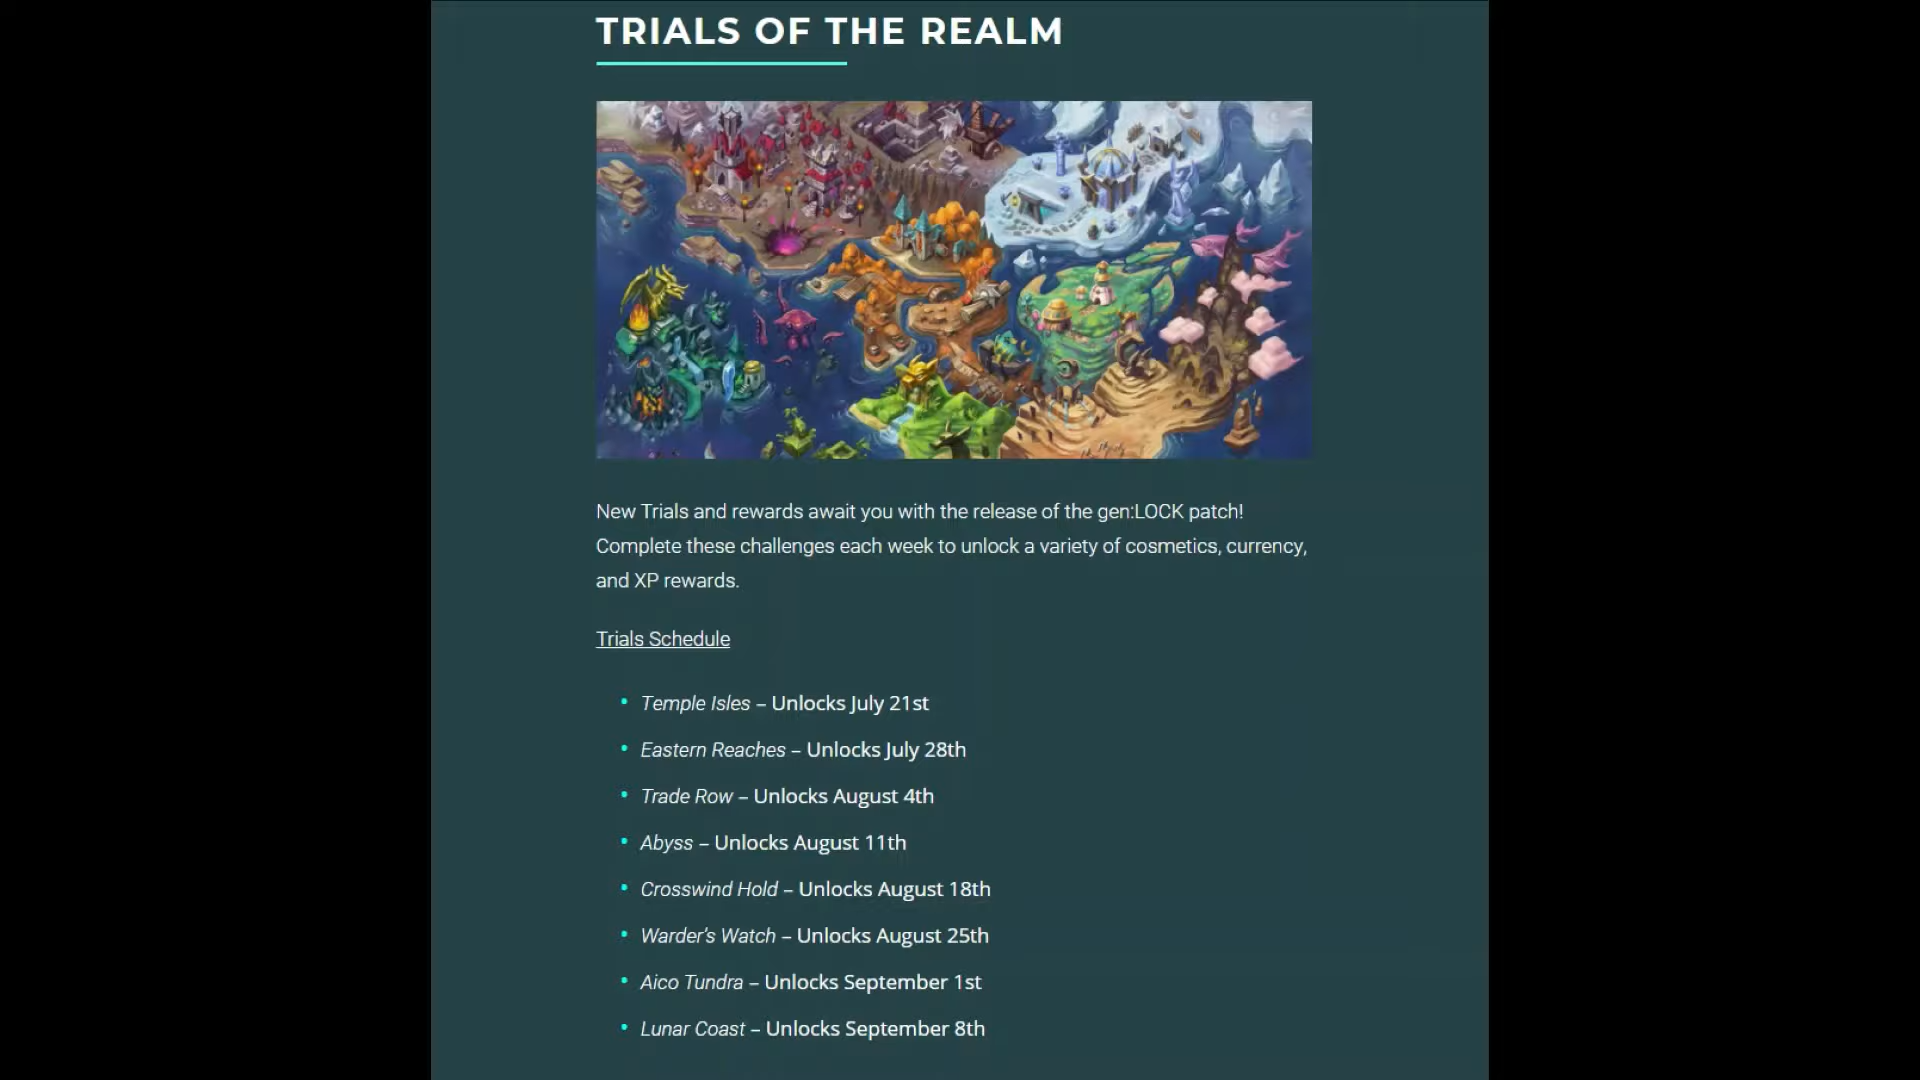 TRIALS OF THE REALM
New Trials and rewards await you with the release of the gen:LOCK patch!
Complete these challenges each week to unlock a variety of cosmetics, currency,
and XP rewards.
Trials Schedule
• Temple Isles – Unlocks July 21st
• Eastern Reaches – Unlocks July 28th
• Trade Row – Unlocks August 4th
• Abyss – Unlocks August 11th
• Crosswind Hold – Unlocks August 18th
• Warder's Watch – Unlocks August 25th
• Aico Tundra – Unlocks September 1st
• Lunar Coast – Unlocks September 8th